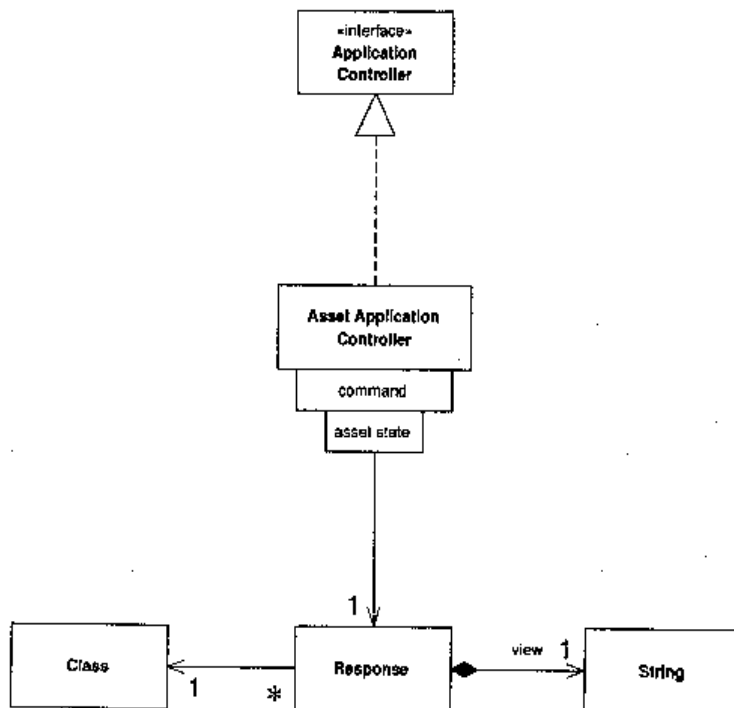 «interface»
Application
Controller
Asset Application
Controller
command
asset state
1
Class
1
*
Response
view 1
String